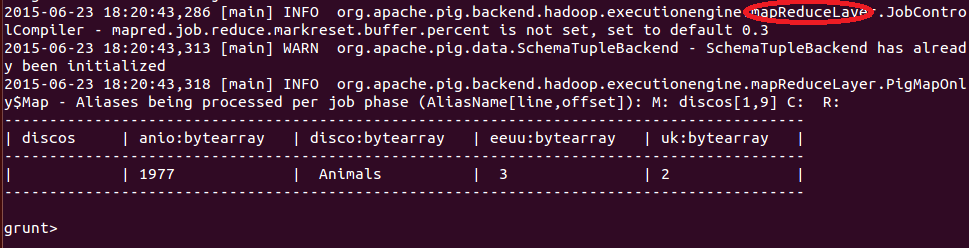 2015-06-23 18:20:43,286 [main] INFO  org.apache.pig.backend.hadoop.executionengine.mapReduceLayer.JobContro
lCompiler - mapred.job.reduce.markreset.buffer.percent is not set, set to default 0.3
2015-06-23 18:20:43,313 [main] WARN  org.apache.pig.data.SchemaTupleBackend - SchemaTupleBackend has alread
y been initialized
2015-06-23 18:20:43,318 [main] INFO  org.apache.pig.backend.hadoop.executionengine.mapReduceLayer.PigMapOnl
y$Map - Aliases being processed per job phase (AliasName[line,offset]): M: discos[1,9] C:  R:
| discos | anio:bytearray | disco:bytearray | eeuu:bytearray | uk:bytearray |
| | 1977 | Animals | 3 | 2 |
grunt>